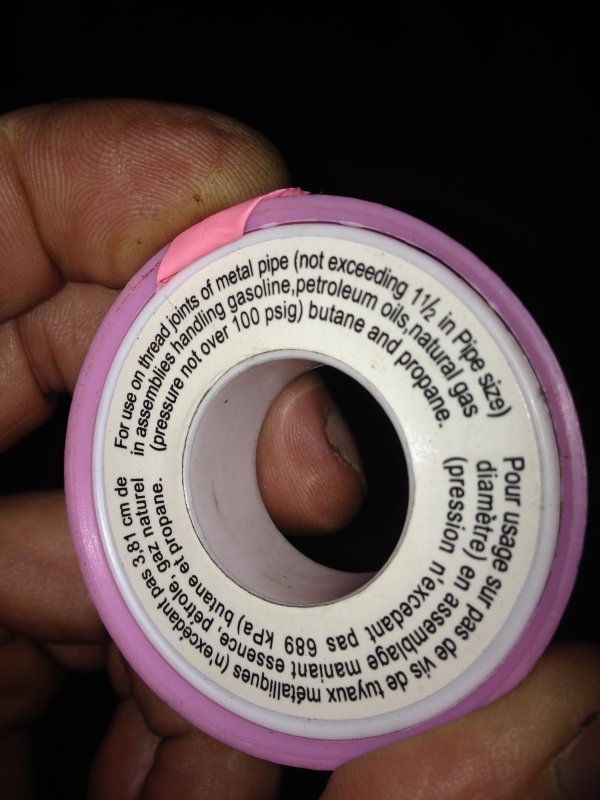 For use on thread joints of metal pipe (not exceeding 1½ in Pipe size)
in assemblies handling gasoline,petroleum oils,natural gas
(pressure not over 100 psig) butane and propane.
Pour usage sur pas de vis de tuyaux métalliques (n'excédant pas 3,81 cm de
diamètre) en assemblage maniant essence, pétrole, gaz naturel
(pression n'excédant pas 689 kPa) butane et propane.